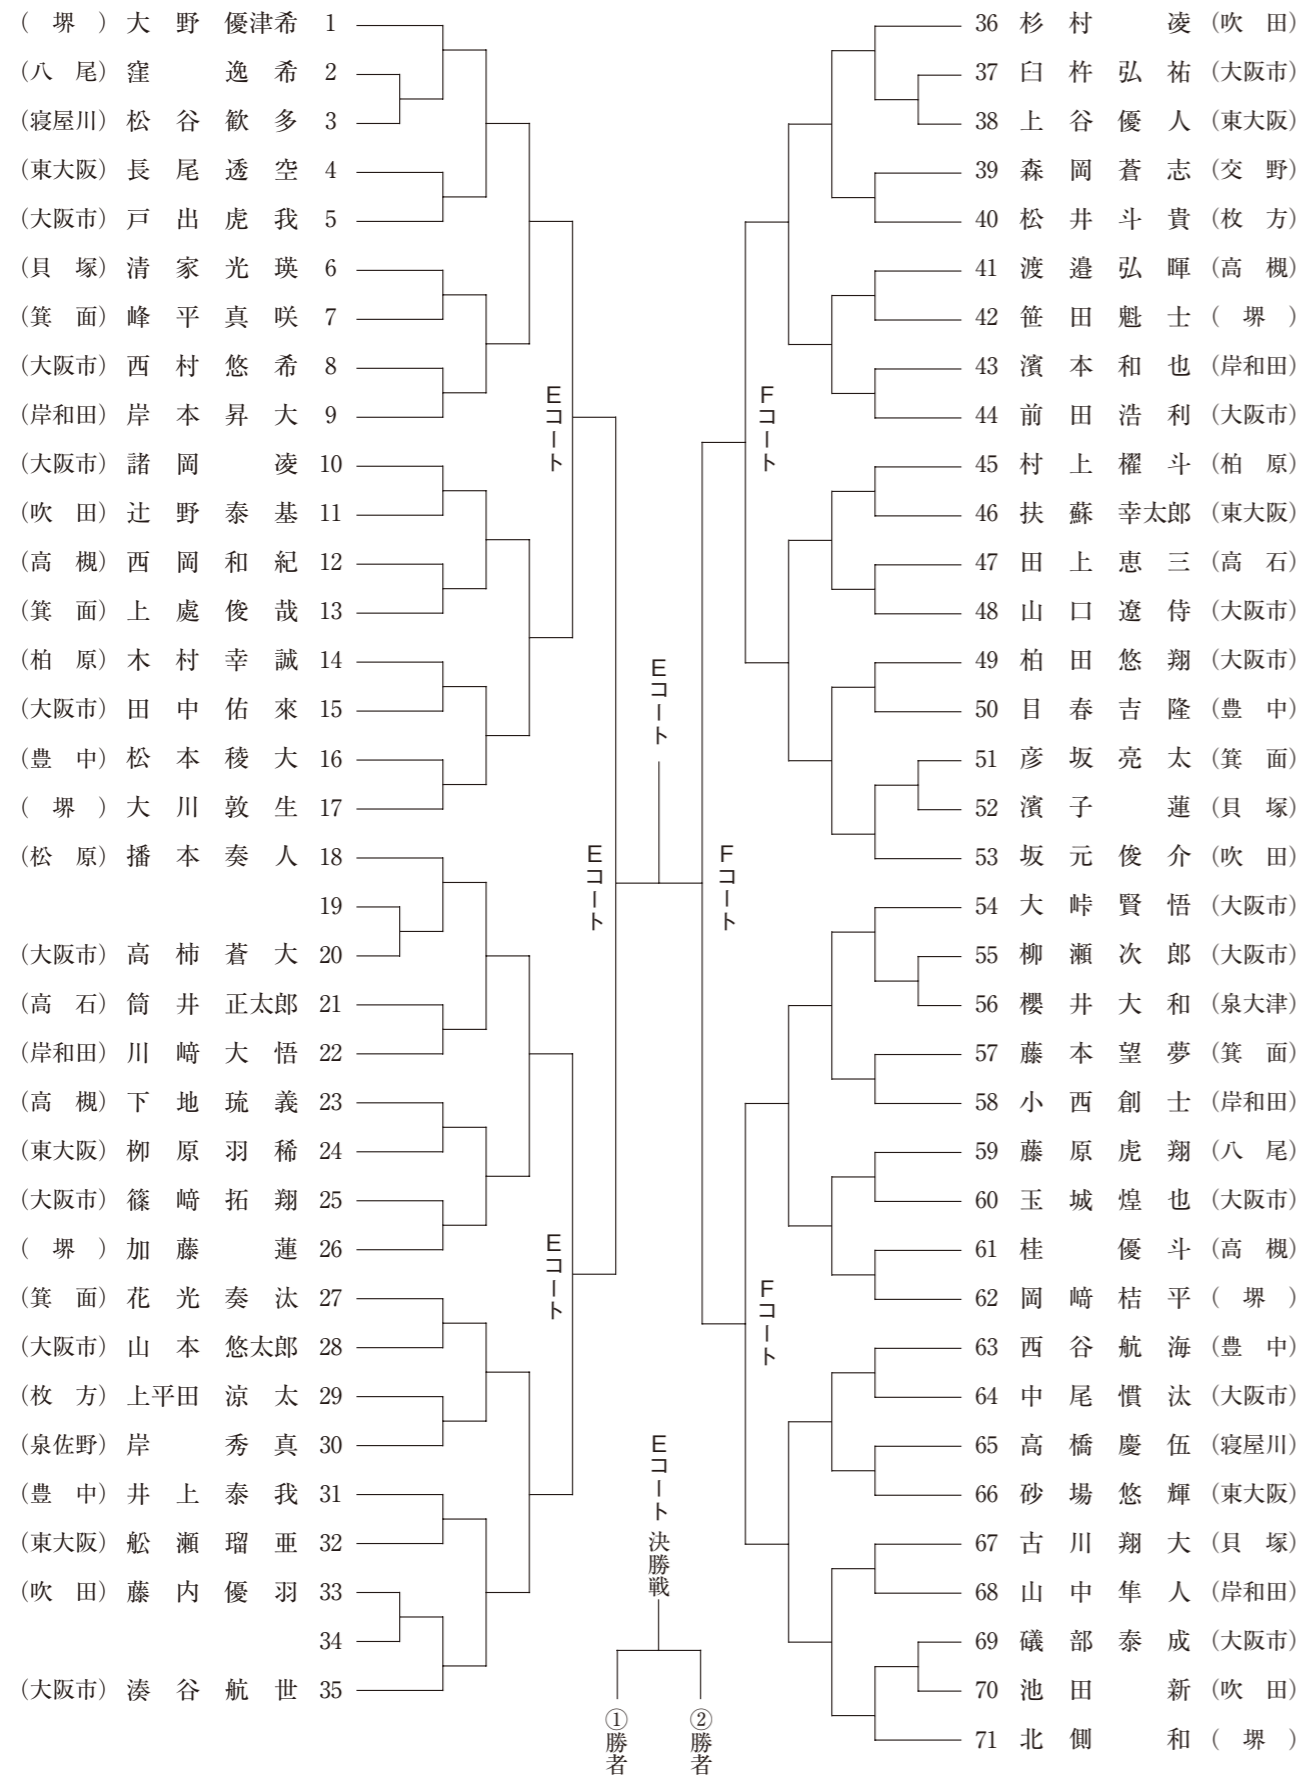 (堺) 大野 優津希 1
(八尾) 窪 逸希 2
(寝屋川) 松谷歓多 3
(東大阪) 長尾透空 4
(大阪市) 戸出虎我 5
(貝塚) 清家光瑛 6
(箕面) 峰平真咲 7
(大阪市) 西村悠希 8
(岸和田) 岸本昇大 9
(大阪市) 諸岡 凌 10
(吹田) 辻野泰基 11
(高槻) 西岡和紀 12
(箕面) 上處俊哉 13
(柏原) 木村幸誠 14
(大阪市) 田中佑來 15
(豊中) 松本稜大 16
(堺) 大川敦生 17
(松原) 播本奏人 18
19
(大阪市) 高柿蒼大 20
(高石) 筒井 正太郎 21
(岸和田) 川﨑大悟 22
(高槻) 下地琉義 23
(東大阪) 栁原羽稀 24
(大阪市) 篠﨑拓翔 25
(堺) 加藤 蓮 26
(箕面) 花光奏汰 27
(大阪市) 山本 悠太郎 28
(枚方) 上平田 涼太 29
(泉佐野) 岸 秀真 30
(豊中) 井上泰我 31
(東大阪) 舩瀬瑠亜 32
(吹田) 藤内優羽 33
34
(大阪市) 湊谷航世 35
Eコート
Eコート
Eコート
Eコート
Eコート 決勝戦
①勝者
②勝者
Fコート
Fコート
Fコート
36 杉村 凌 (吹田)
37 臼杵弘祐 (大阪市)
38 上谷優人 (東大阪)
39 森岡蒼志 (交野)
40 松井斗貴 (枚方)
41 渡邉弘暉 (高槻)
42 笹田魁士 (堺)
43 濱本和也 (岸和田)
44 前田浩利 (大阪市)
45 村上櫂斗 (柏原)
46 扶蘇 幸太郎 (東大阪)
47 田上恵三 (高石)
48 山口遼侍 (大阪市)
49 柏田悠翔 (大阪市)
50 目春吉隆 (豊中)
51 彦坂亮太 (箕面)
52 濱子 蓮 (貝塚)
53 坂元俊介 (吹田)
54 大峠賢悟 (大阪市)
55 柳瀬次郎 (大阪市)
56 櫻井大和 (泉大津)
57 藤本望夢 (箕面)
58 小西創士 (岸和田)
59 藤原虎翔 (八尾)
60 玉城煌也 (大阪市)
61 桂 優斗 (高槻)
62 岡﨑桔平 (堺)
63 西谷航海 (豊中)
64 中尾慣汰 (大阪市)
65 高橋慶伍 (寝屋川)
66 砂場悠輝 (東大阪)
67 古川翔大 (貝塚)
68 山中隼人 (岸和田)
69 礒部泰成 (大阪市)
70 池田 新 (吹田)
71 北側 和 (堺)